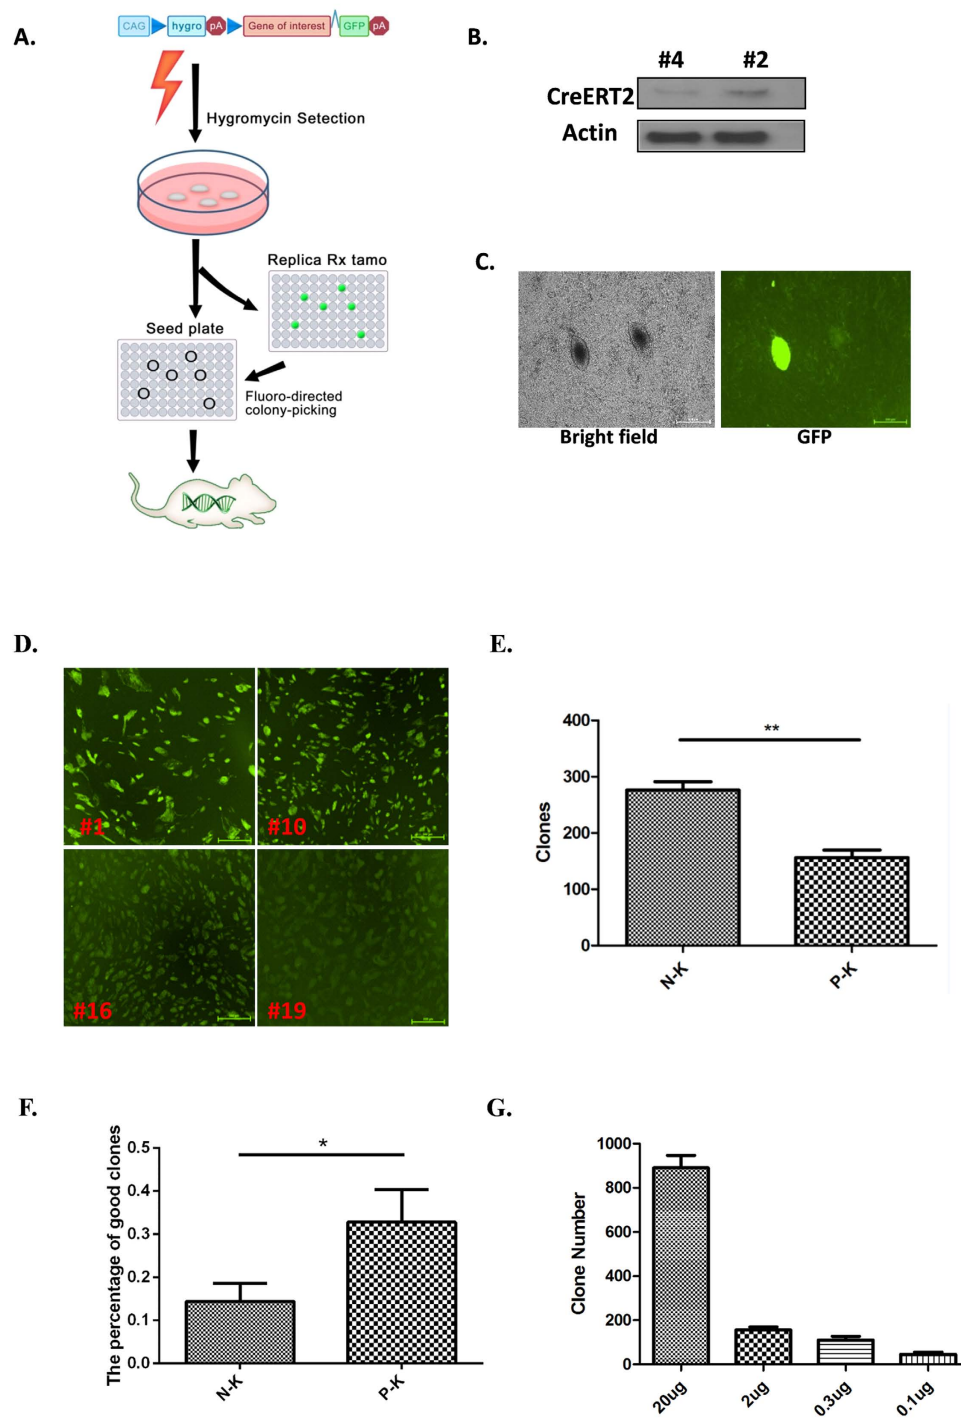 A.
CAG hygro pA Gene of interest GFP pA
Hygromycin Selection
Replica Rx tamo
Seed plate
Fluoro-directed
colony-picking
B.
#4 #2
CreERT2
Actin
C.
Bright field GFP
D.
#1 #10
#16 #19
E.
400
300
200
100
0
Clones
**
N-K P-K
F.
0.5
0.4
0.3
0.2
0.1
0.0
The percentage of good clones
*
N-K P-K
G.
1000
800
600
400
200
0
Clone Number
20ug 2ug 0.3ug 0.1ug